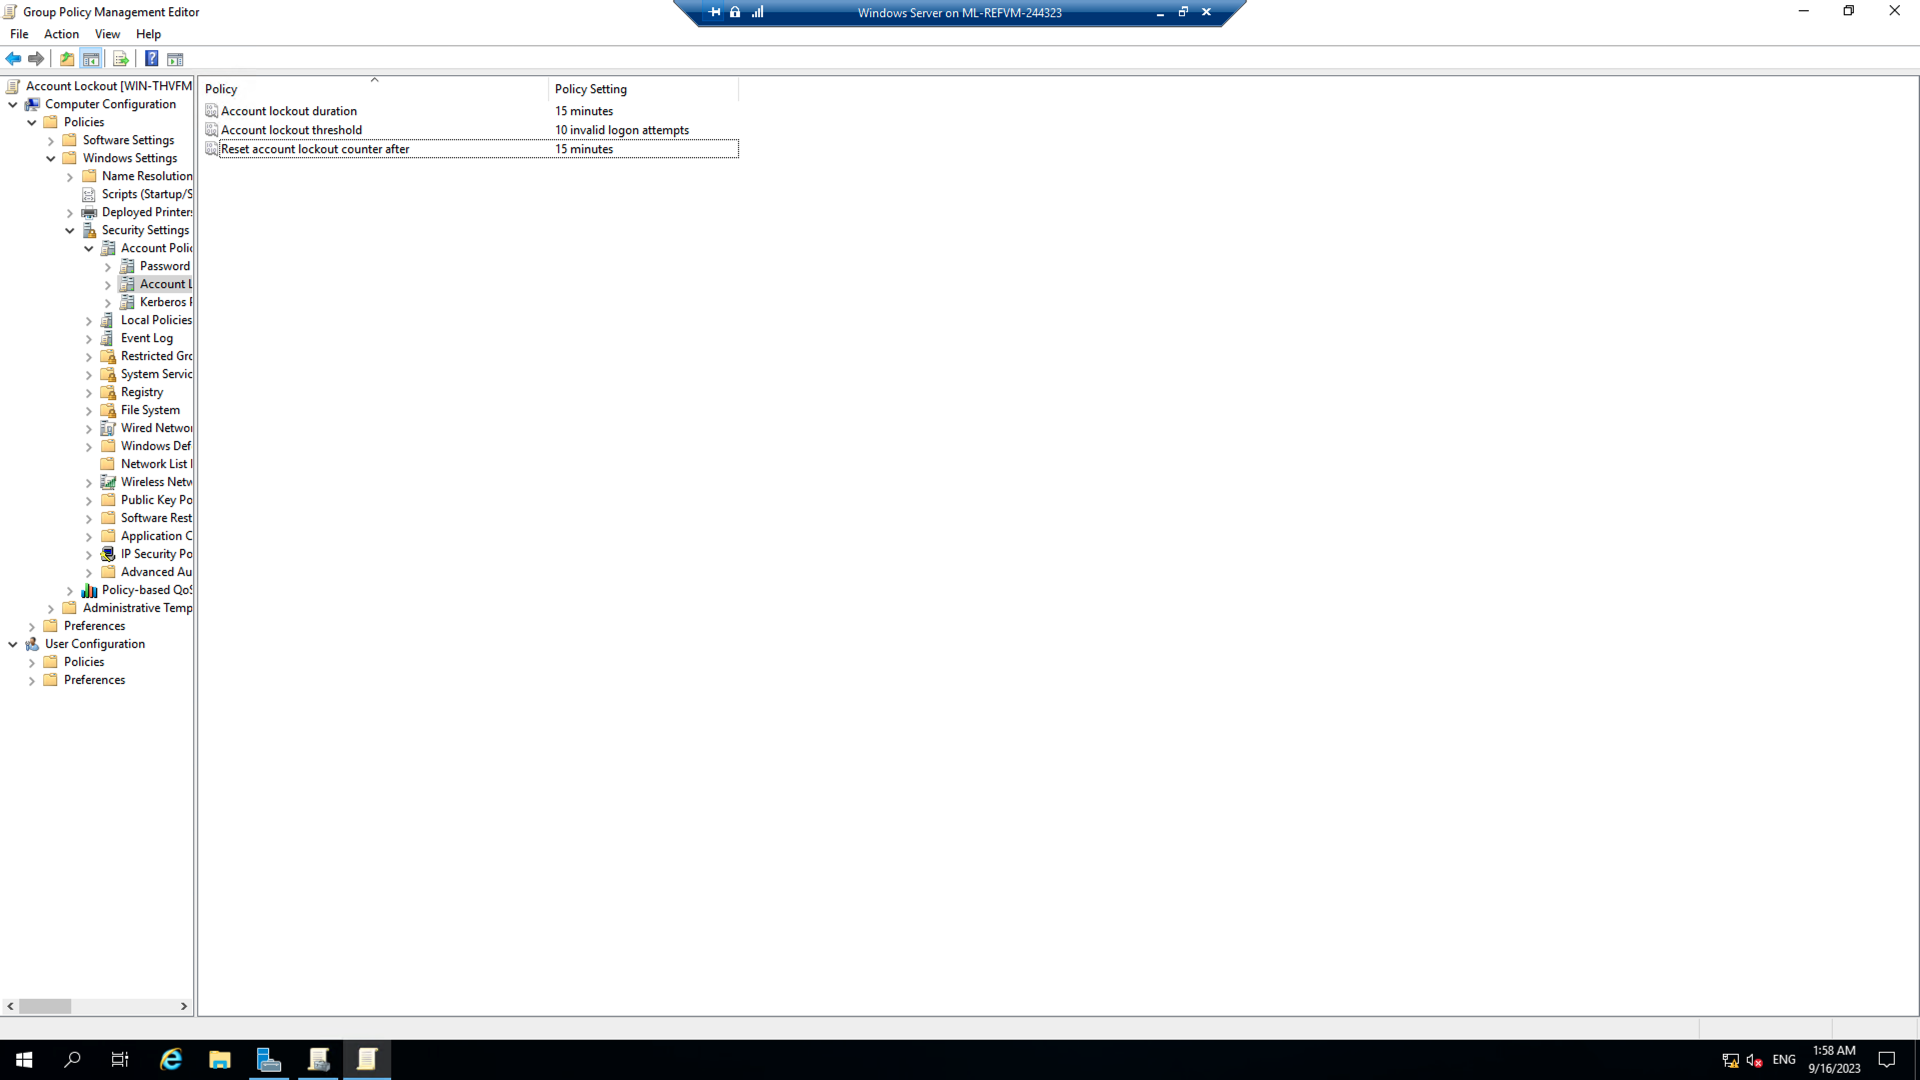 Group Policy Management Editor
Windows Server on ML-REFVM-244323
File Action View Help
Account Lockout [WIN-THVFM
Computer Configuration
Policies
Software Settings
Windows Settings
Name Resolution
Scripts (Startup/S
Deployed Printers
Security Settings
Account Polic
Password
Account L
Kerberos P
Local Policies
Event Log
Restricted Gro
System Servic
Registry
File System
Wired Networ
Windows Def
Network List
Wireless Netw
Public Key Po
Software Rest
Application C
IP Security Po
Advanced Au
Policy-based QoS
Administrative Temp
Preferences
User Configuration
Policies
Preferences
Policy Policy Setting
Account lockout duration 15 minutes
Account lockout threshold 10 invalid logon attempts
Reset account lockout counter after 15 minutes
ENG
1:58 AM
9/16/2023